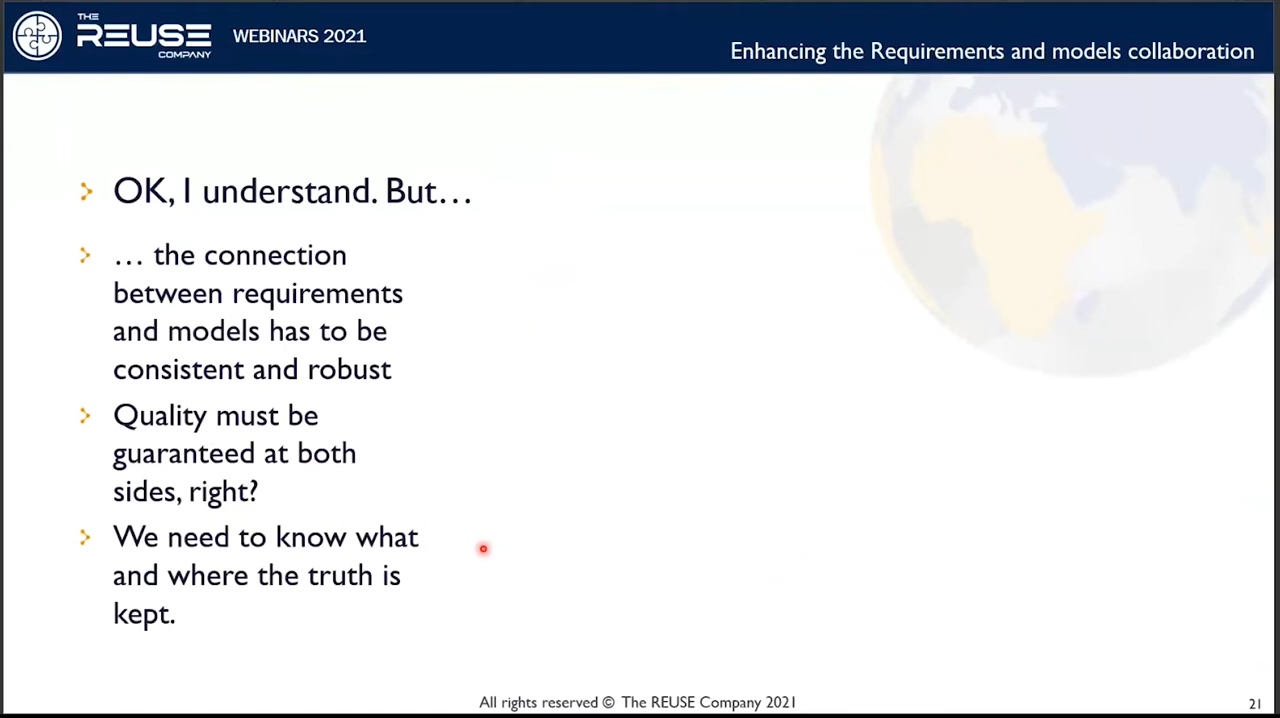 THE
REUSE
COMPANY
WEBINARS 2021
Enhancing the Requirements and models collaboration
OK, I understand. But…
… the connection
between requirements
and models has to be
consistent and robust
Quality must be
guaranteed at both
sides, right?
We need to know what
and where the truth is
kept.
All rights reserved © The REUSE Company 2021
21